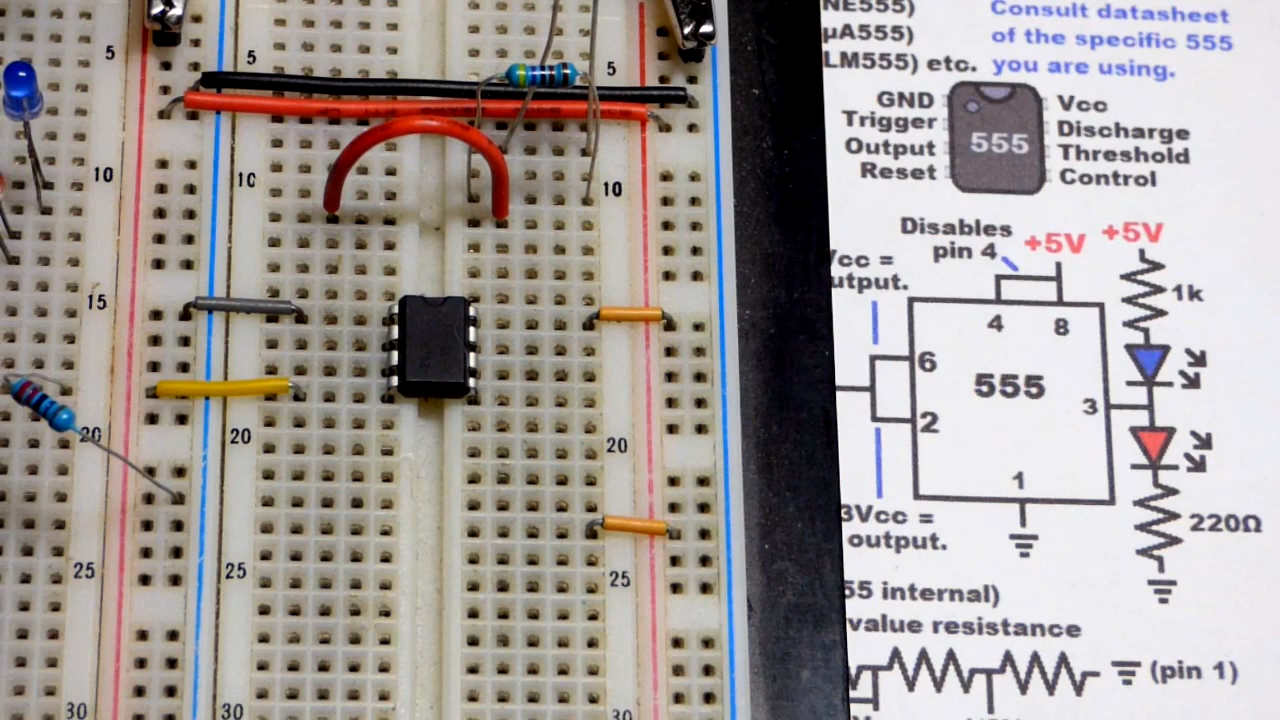 NE555)
µA555)
LM555) etc.
Consult datasheet
of the specific 555
you are using.
GND
Trigger
Output
Reset
555
Vcc
Discharge
Threshold
Control
Disables
pin 4
+5V
+5V
=
utput.
1k
4
8
6
2
555
3
1
220Ω
3Vcc =
output.
55 internal)
value resistance
(pin 1)
5
5
5
10
10
10
15
20
20
20
25
25
25
30
30
30